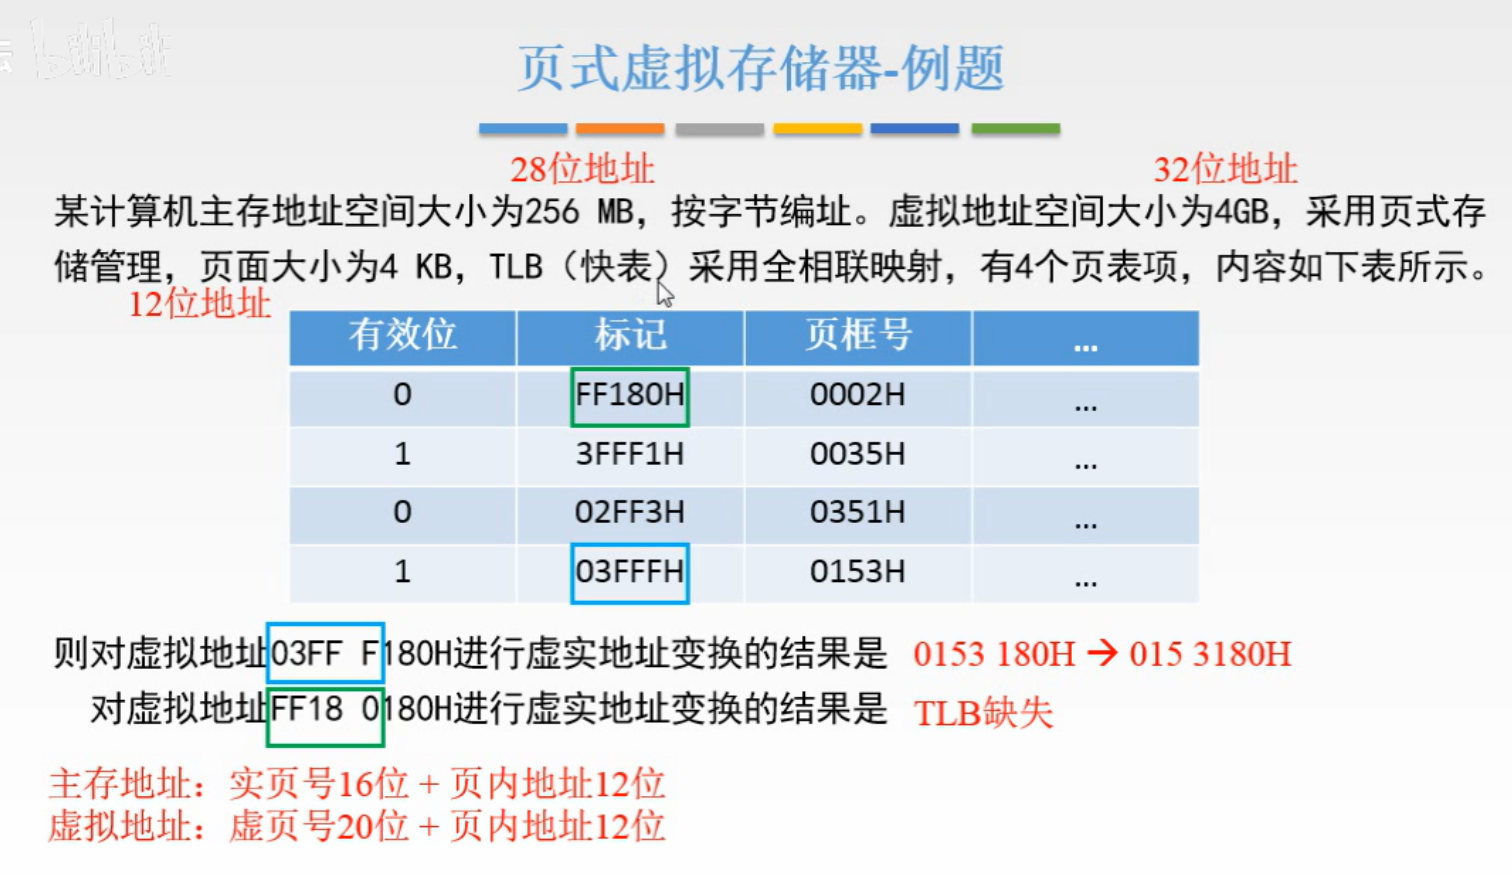 bilibili
页式虚拟存储器-例题
28位地址 32位地址
某计算机主存地址空间大小为256 MB，按字节编址。虚拟地址空间大小为4GB，采用页式存
储管理，页面大小为4 KB，TLB（快表）采用全相联映射，有4个页表项，内容如下表所示。
12位地址
有效位 标记 页框号 ...
0 FF180H 0002H ...
1 3FFF1H 0035H ...
0 02FF3H 0351H ...
1 03FFFH 0153H ...
则对虚拟地址03FF F180H进行虚实地址变换的结果是 0153 180H → 015 3180H
对虚拟地址FF18 0180H进行虚实地址变换的结果是 TLB缺失
主存地址：实页号16位 + 页内地址12位
虚拟地址：虚页号20位 + 页内地址12位